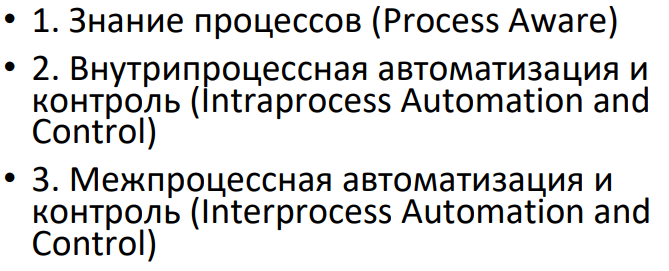 • 1. Знание процессов (Process Aware)
• 2. Внутрипроцессная автоматизация и
контроль (Intraprocess Automation and
Control)
• 3. Межпроцессная автоматизация и
контроль (Interprocess Automation and
Control)